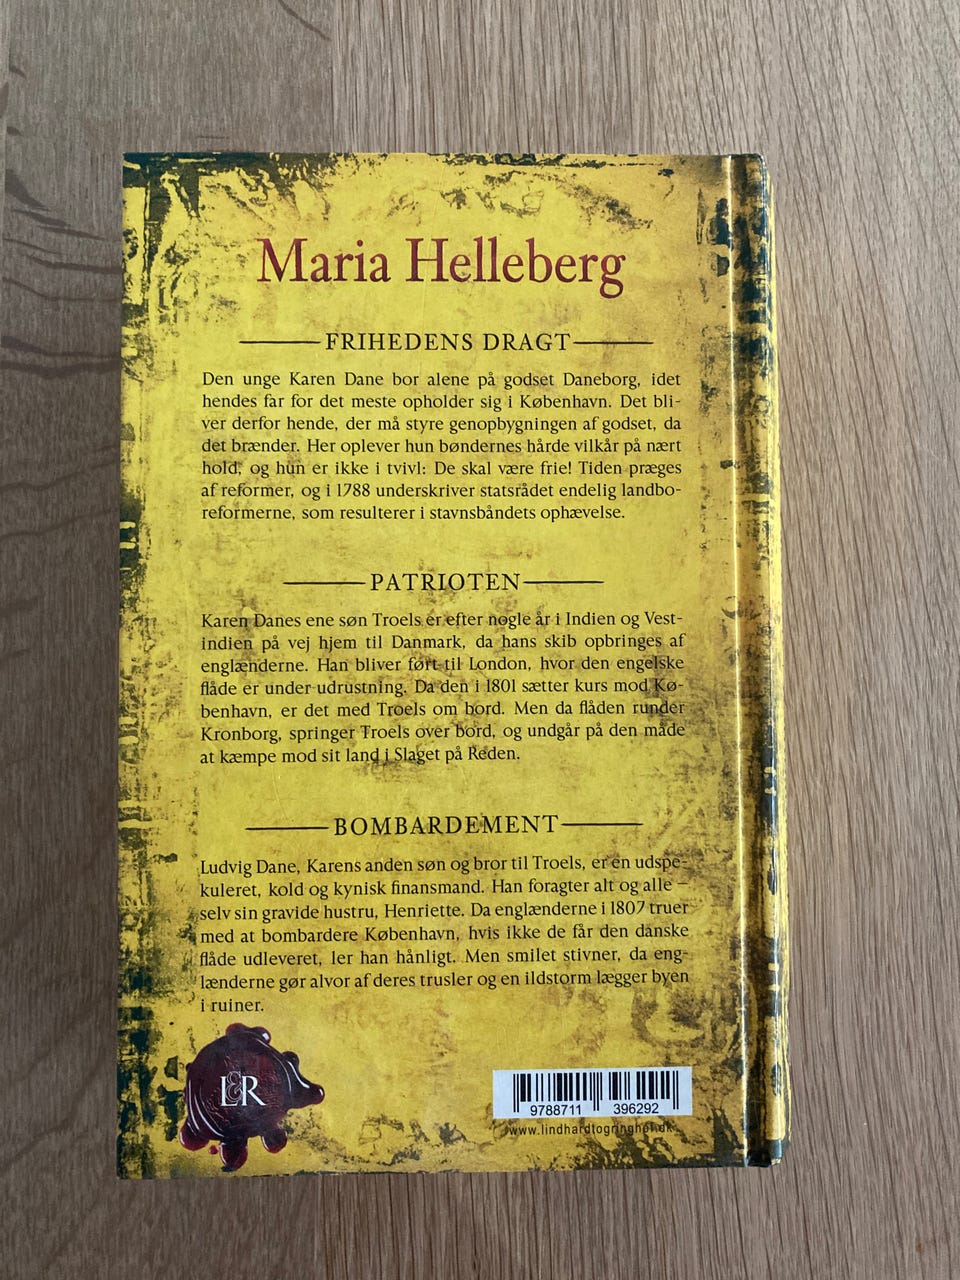 Maria Helleberg
FRIHEDENS DRAGT
Den unge Karen Dane bor alene på godset Daneborg, idet
hendes far for det meste opholder sig i København. Det bli-
ver derfor hende, der må styre genopbygningen af godset, da
det brænder. Her oplever hun bøndernes hårde vilkår på nært
hold, og hun er ikke i tvivl: De skal være frie! Tiden præges
af reformer, og i 1788 underskriver statsrådet endelig landbo-
reformerne, som resulterer i stavnsbåndets ophævelse.
PATRIOTEN
Karen Danes ene søn Troels er efter nogle år i Indien og Vest-
indien på vej hjem til Danmark, da hans skib opbringes af
englænderne. Han bliver ført til London, hvor den engelske
flåde er under udrustning. Da den i 1801 sætter kurs mod Kø-
benhavn, er det med Troels om bord. Men da flåden runder
Kronborg, springer Troels over bord, og undgår på den måde
at kæmpe mod sit land i Slaget på Reden.
BOMBARDEMENT
Ludvig Dane, Karens anden søn og bror til Troels, er en udspe-
kuleret, kold og kynisk finansmand. Han foragter alt og alle –
selv sin gravide hustru, Henriette. Da englænderne i 1807 truer
med at bombardere København, hvis ikke de får den danske
flåde udleveret, ler han hånligt. Men smilet stivner, da eng-
lænderne gør alvor af deres trusler og en ildstorm lægger byen
i ruiner.
L&R
9788711 396292
www.lindhardtogringhof.dk